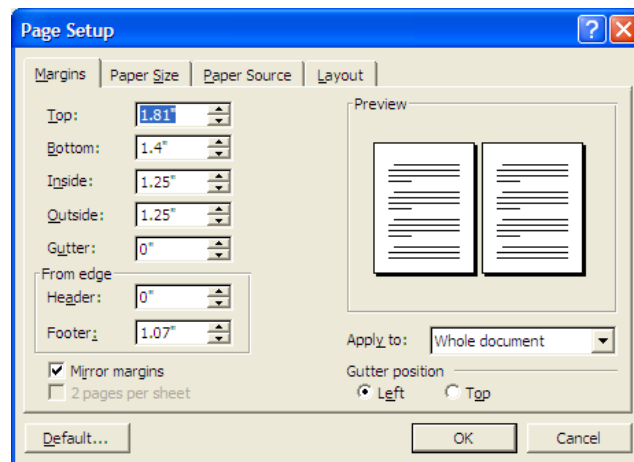 Page Setup
Margins Paper Size Paper Source Layout
Top: 1.81"
Bottom: 1.4"
Inside: 1.25"
Outside: 1.25"
Gutter: 0"
From edge
Header: 0"
Footer: 1.07"
Mirror margins
2 pages per sheet
Preview
Apply to: Whole document
Gutter position
Left Top
Default... OK Cancel